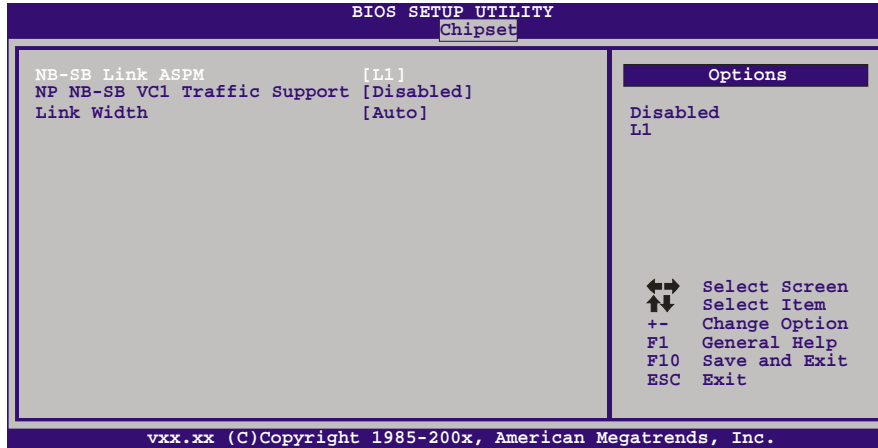 BIOS SETUP UTILITY
Chipset
NB-SB Link ASPM [L1]
NP NB-SB VC1 Traffic Support [Disabled]
Link Width [Auto]
Options
Disabled
L1
Select Screen
Select Item
+- Change Option
F1 General Help
F10 Save and Exit
ESC Exit
vxx.xx (C)Copyright 1985-200x, American Megatrends, Inc.